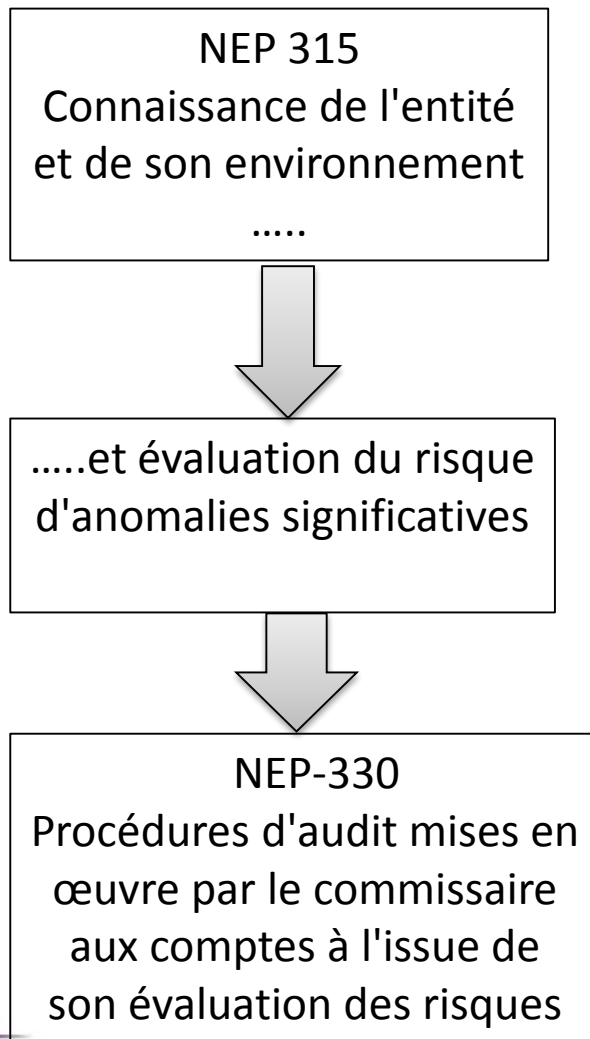 NEP 315
Connaissance de l'entité
et de son environnement
.....
.....et évaluation du risque
d'anomalies significatives
NEP-330
Procédures d'audit mises en
œuvre par le commissaire
aux comptes à l'issue de
son évaluation des risques